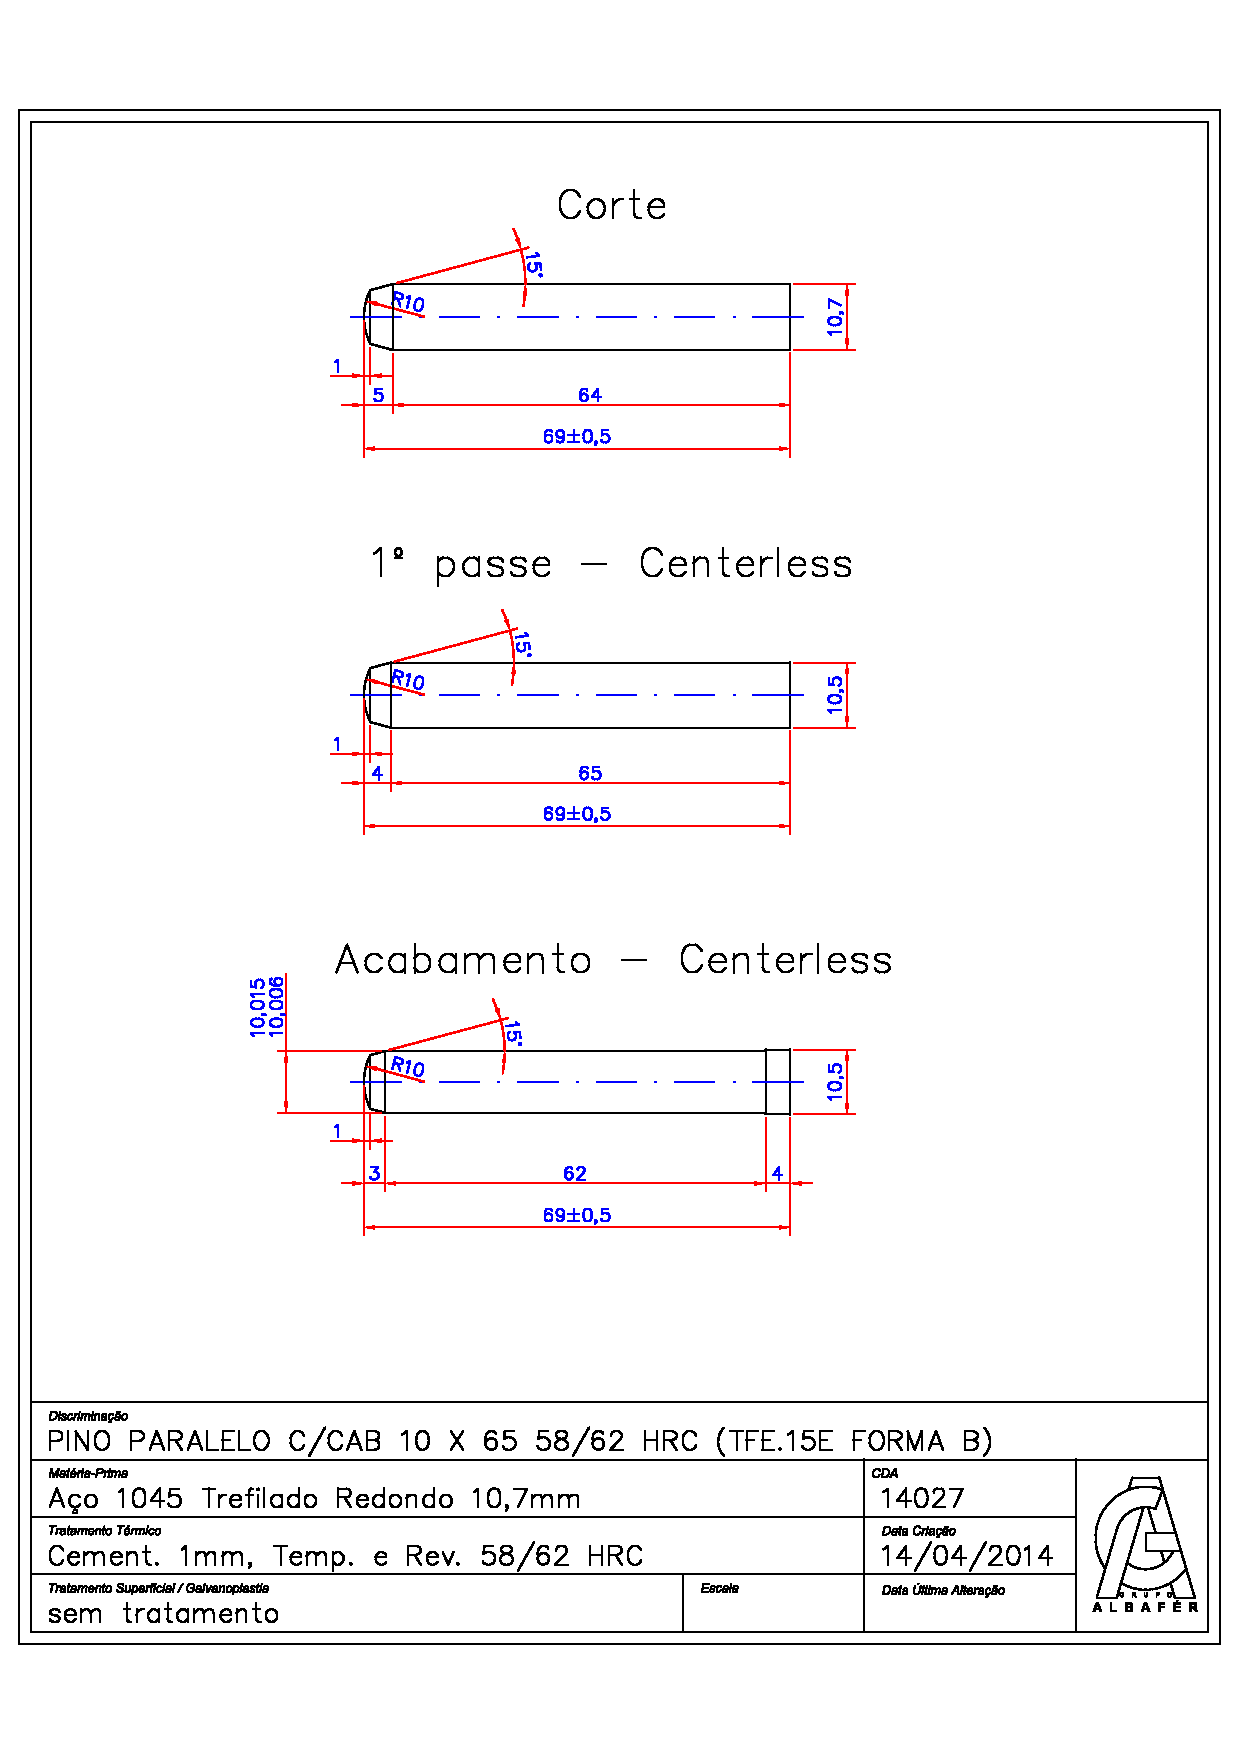 Corte
15°
R10
10,7
1
5
64
69±0,5
1º passe - Centerless
15°
R10
10,5
1
4
65
69±0,5
Acabamento - Centerless
10,015
10,006
15°
R10
10,5
1
3
62
4
69±0,5
Discriminação
PINO PARALELO C/CAB 10 X 65 58/62 HRC (TFE.15E FORMA B)
Matéria-Prima
Aço 1045 Trefilado Redondo 10,7mm
CDA
14027
Tratamento Térmico
Cement. 1mm, Temp. e Rev. 58/62 HRC
Data Criação
14/04/2014
Tratamento Superficial / Galvanoplastia
sem tratamento
Escala
Data Última Alteração
GRUPO
ALBAFÉR